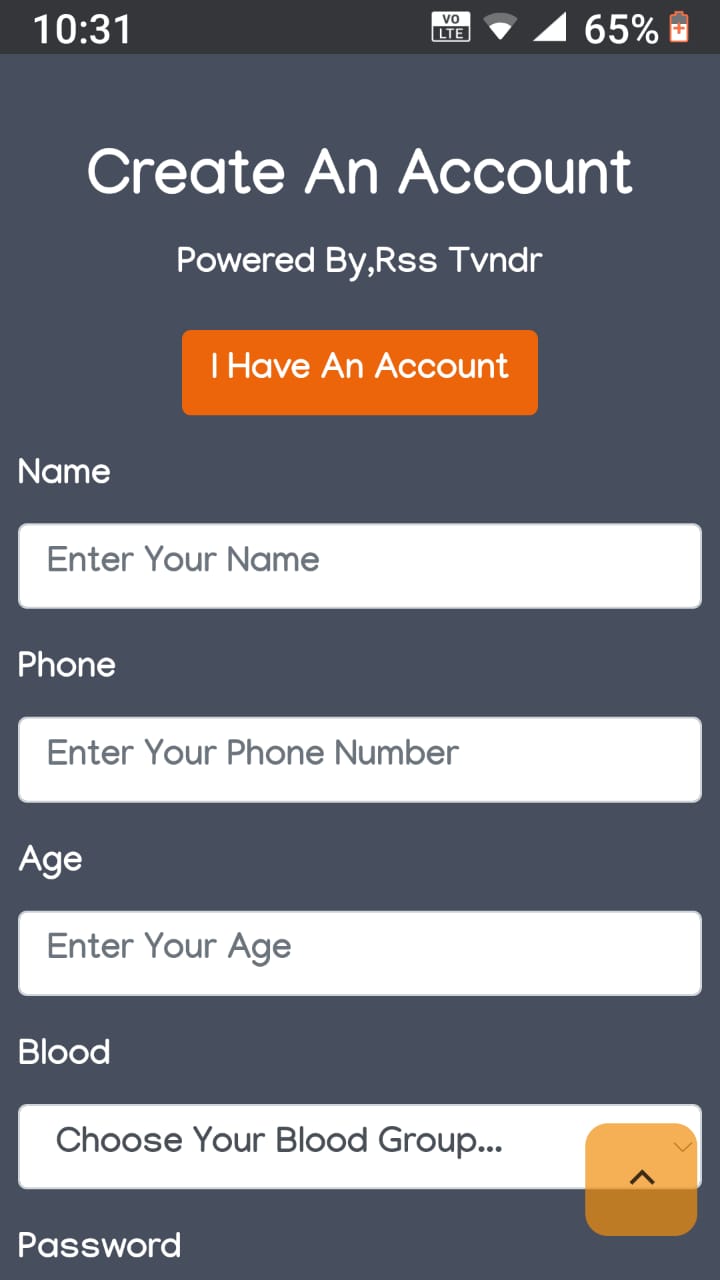 10:31 VO LTE 65%
Create An Account
Powered By,Rss Tvndr
I Have An Account
Name
Enter Your Name
Phone
Enter Your Phone Number
Age
Enter Your Age
Blood
Choose Your Blood Group...
Password